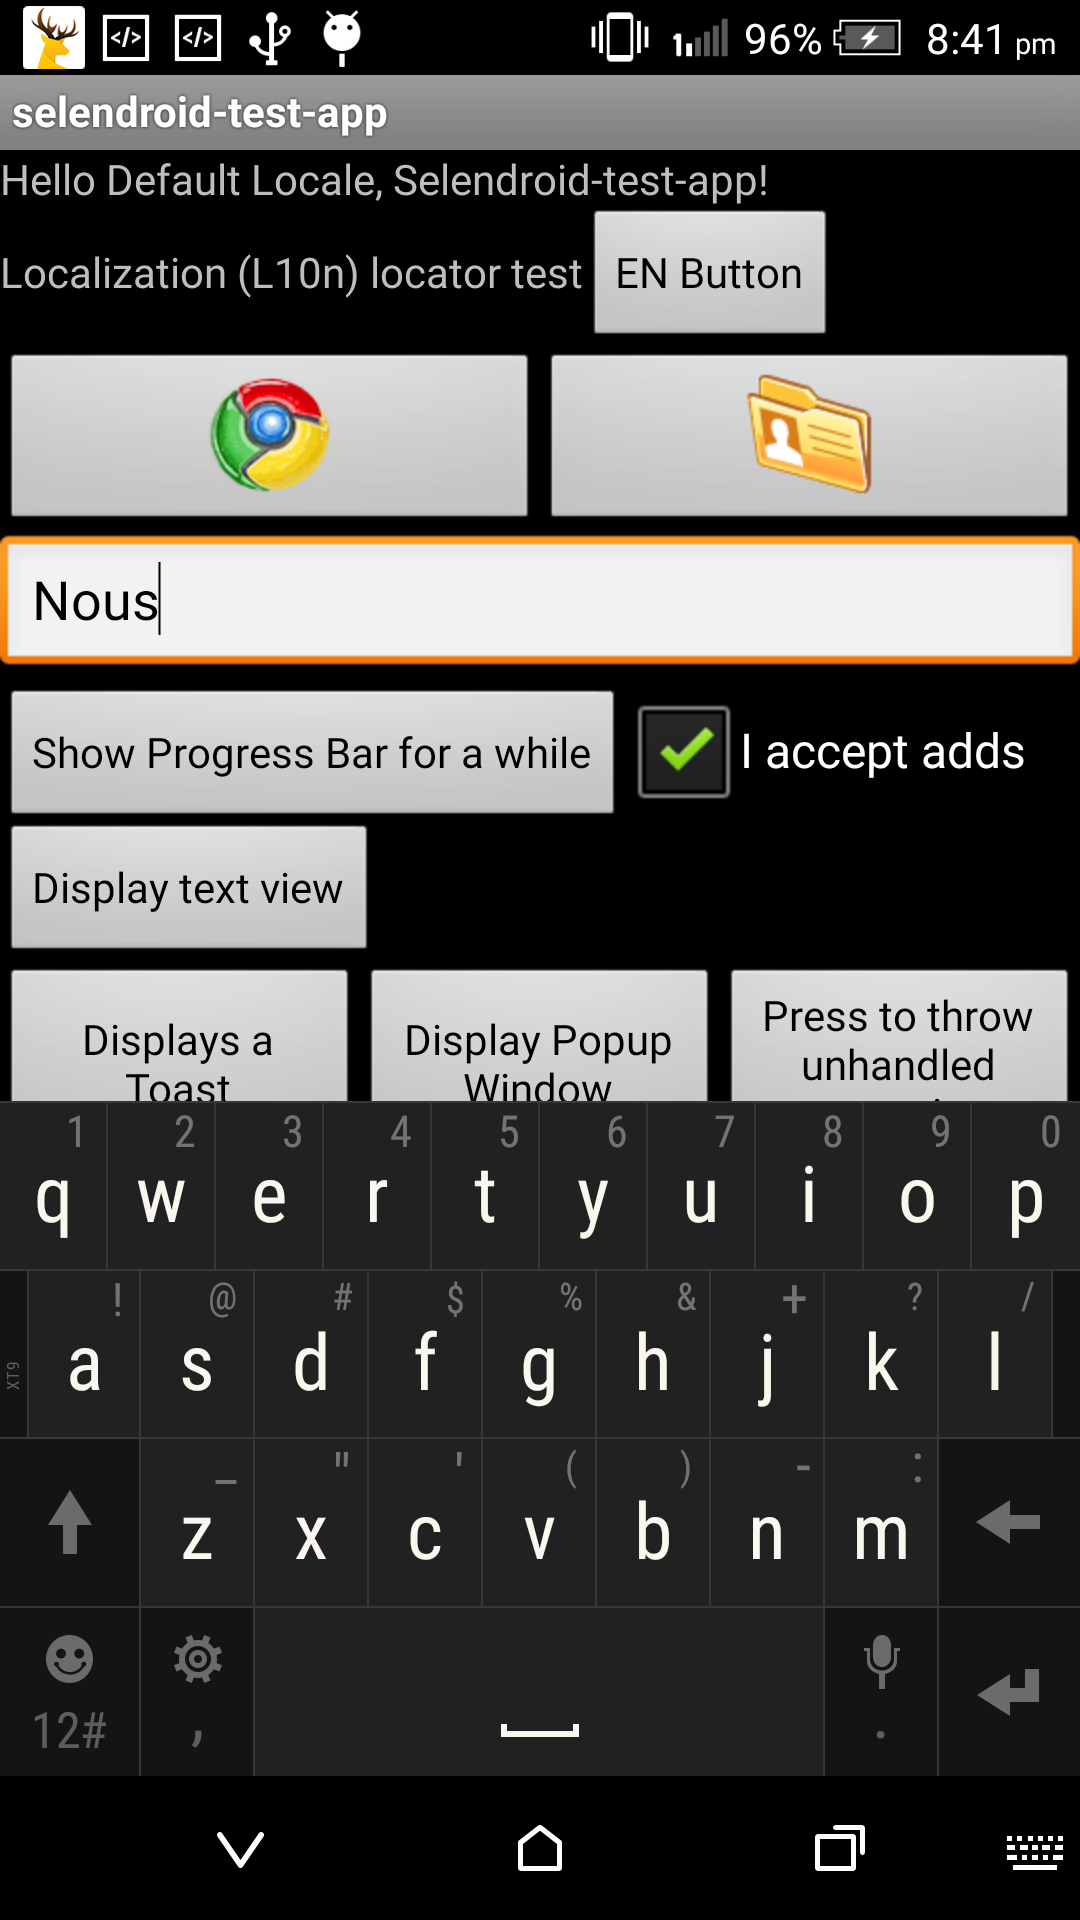 96% 8:41 pm
selendroid-test-app
Hello Default Locale, Selendroid-test-app!
Localization (L10n) locator test EN Button
Nous
Show Progress Bar for a while I accept adds
Display text view
Displays a Toast
Display Popup Window
Press to throw unhandled
1 2 3 4 5 6 7 8 9 0
q w e r t y u i o p
! @ # $ % & + ? /
XT9 a s d f g h j k l
_ " ' ( ) - :
z x c v b n m
12# , .